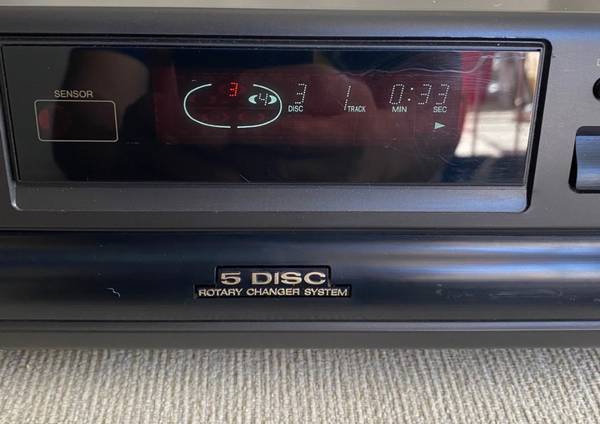 SENSOR
3
4
3 DISC 1 TRACK 0:33 MIN SEC
5 DISC
ROTARY CHANGER SYSTEM